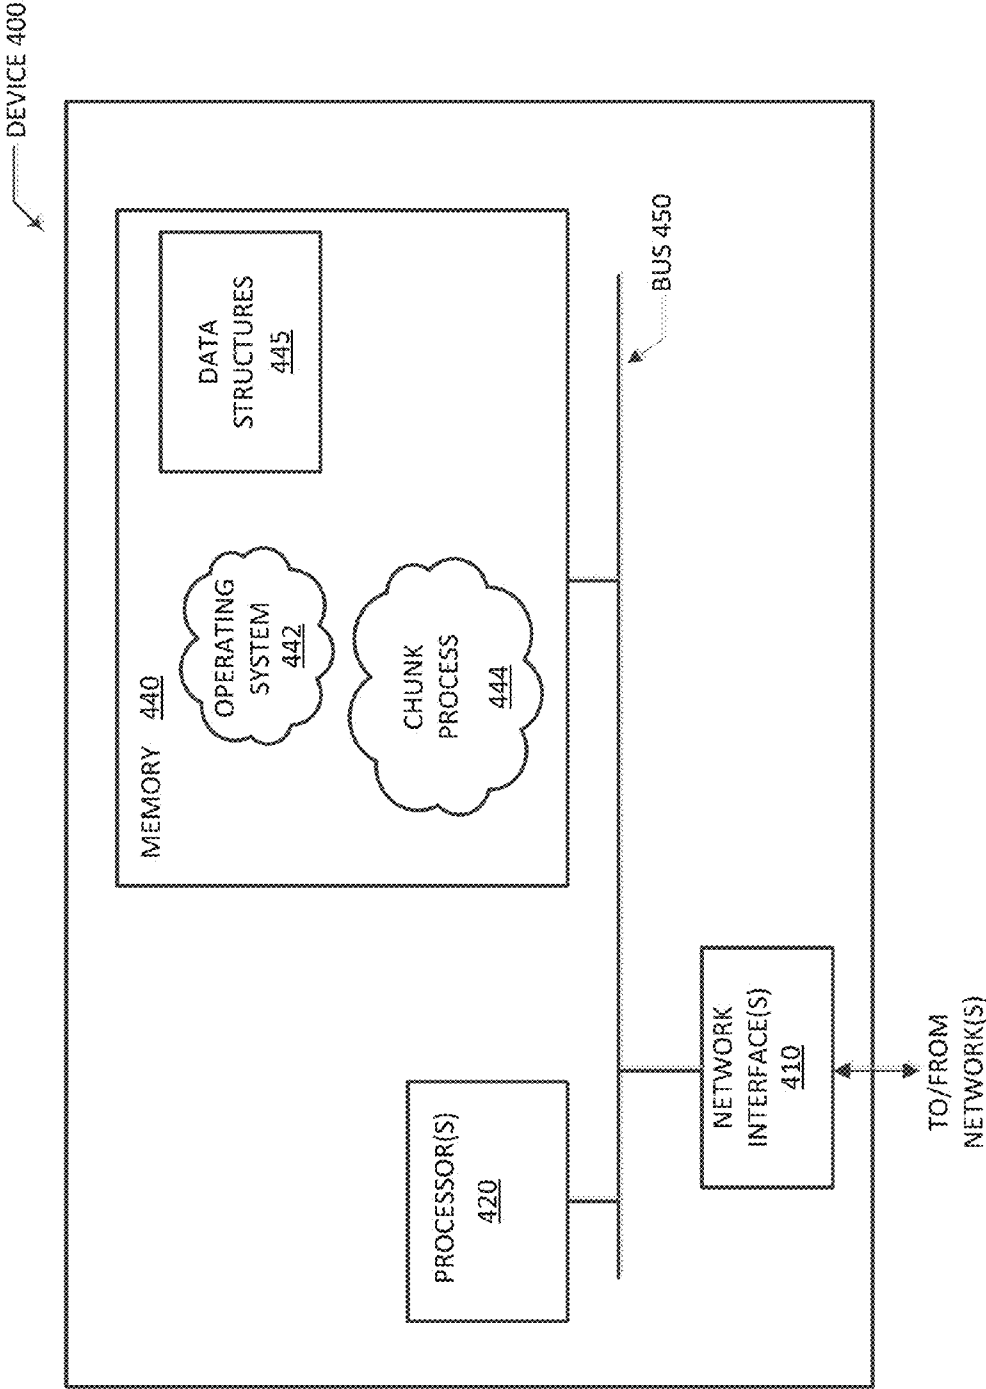 DEVICE 400
MEMORY 440
OPERATING
SYSTEM
442
DATA
STRUCTURES
445
CHUNK
PROCESS
444
PROCESSOR(S)
420
BUS 450
NETWORK
INTERFACE(S)
410
TO/FROM
NETWORK(S)